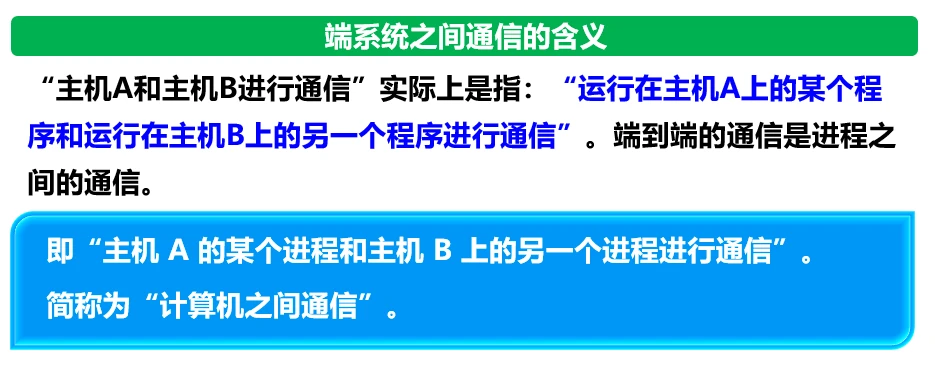 端系统之间通信的含义
“主机A和主机B进行通信”实际上是指：“运行在主机A上的某个程
序和运行在主机B上的另一个程序进行通信”。端到端的通信是进程之
间的通信。
即“主机 A 的某个进程和主机 B 上的另一个进程进行通信”。
简称为“计算机之间通信”。